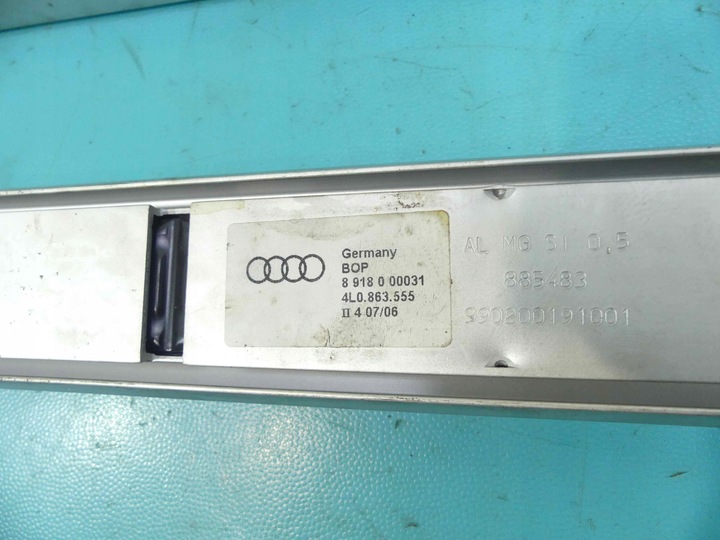 Germany
BOP
8 918 0 00031
4L0.863.555
II 4 07/06
AL MG SI 0,5
885483
S90800191001